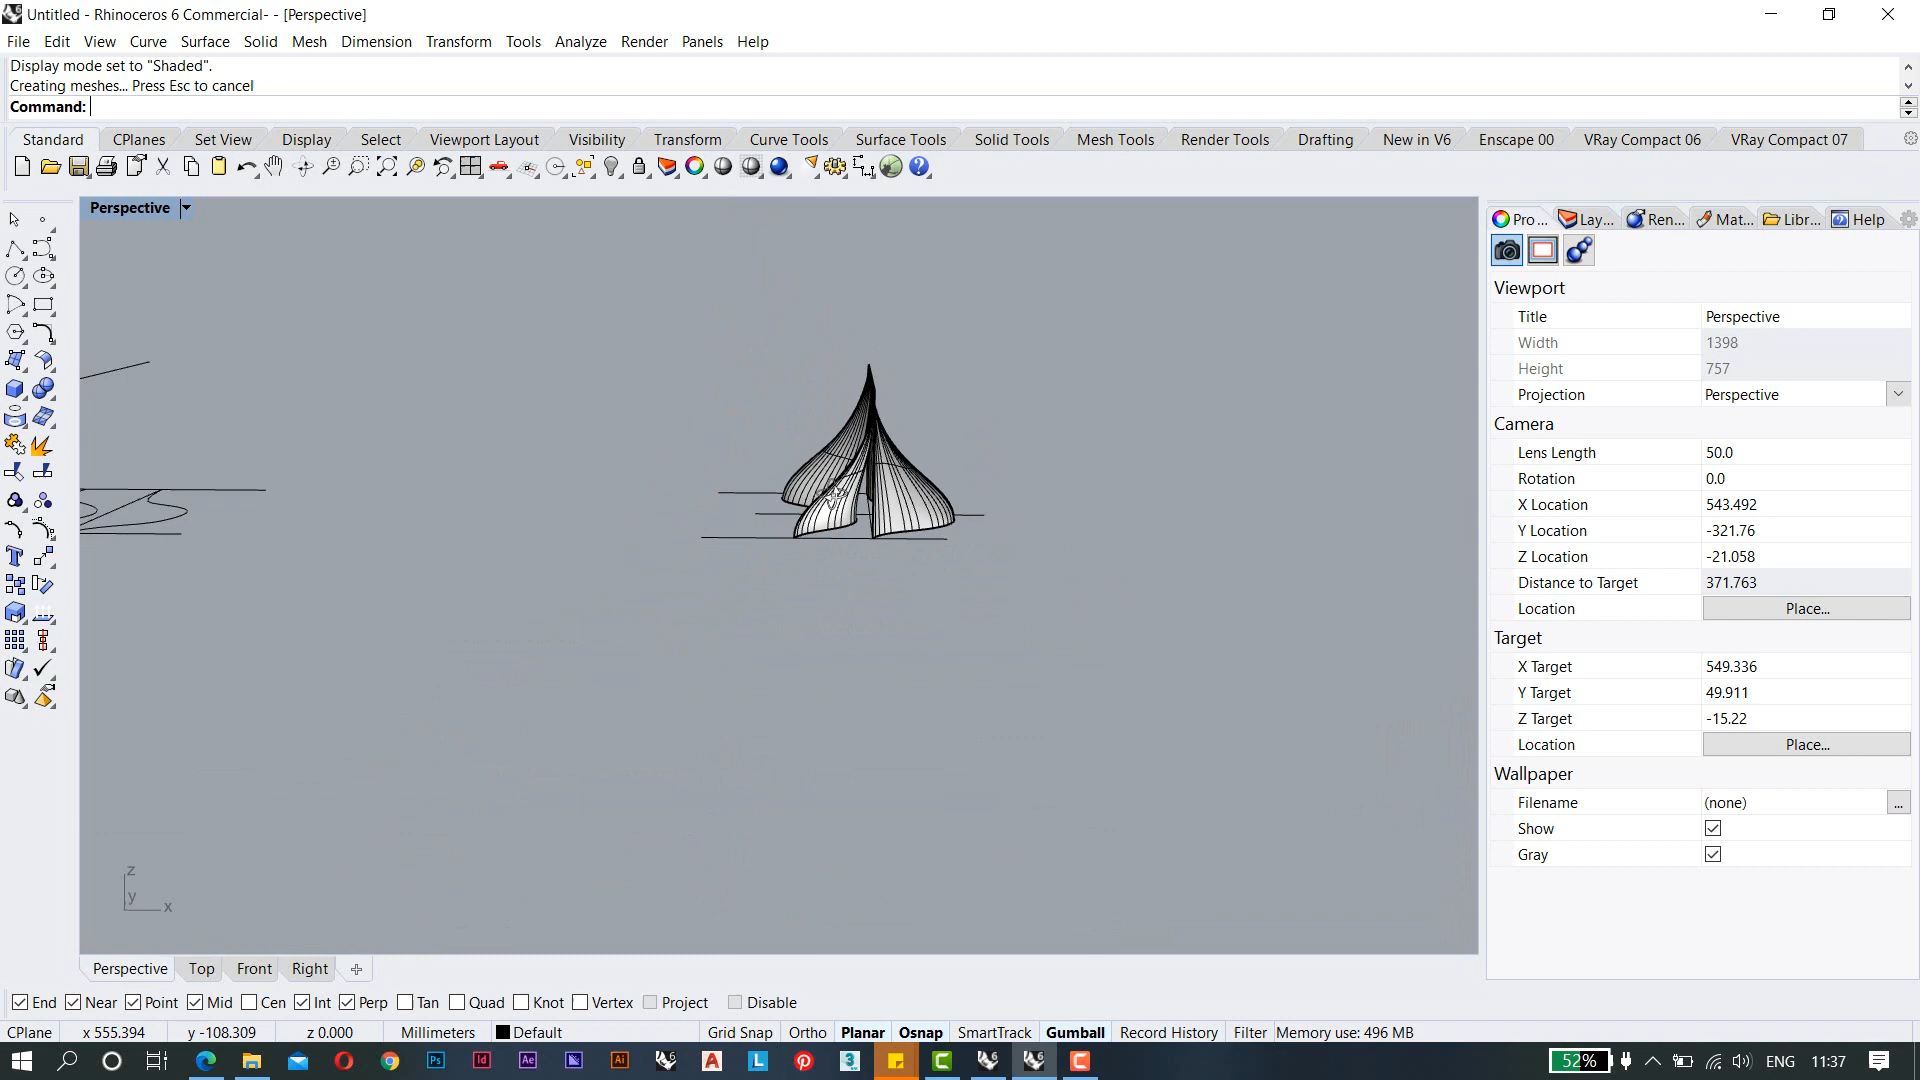 Untitled - Rhinoceros 6 Commercial- - [Perspective]
File Edit View Curve Surface Solid Mesh Dimension Transform Tools Analyze Render Panels Help
Display mode set to "Shaded".
Creating meshes... Press Esc to cancel
Command:
Standard CPlanes Set View Display Select Viewport Layout Visibility Transform Curve Tools Surface Tools Solid Tools Mesh Tools Render Tools Drafting New in V6 Enscape 00 VRay Compact 06 VRay Compact 07
Perspective
Pro... Lay... Ren... Mat... Libr... Help
Viewport
Title Perspective
Width 1398
Height 757
Projection Perspective
Camera
Lens Length 50.0
Rotation 0.0
X Location 543.492
Y Location -321.76
Z Location -21.058
Distance to Target 371.763
Location Place...
Target
X Target 549.336
Y Target 49.911
Z Target -15.22
Location Place...
Wallpaper
Filename (none) ...
Show
Gray
z
y x
Perspective Top Front Right
End Near Point Mid Cen Int Perp Tan Quad Knot Vertex Project Disable
CPlane x 555.394 y -108.309 z 0.000 Millimeters Default Grid Snap Ortho Planar Osnap SmartTrack Gumball Record History Filter Memory use: 496 MB
Ps Id Ae Ai 6 A L 3 C 6 6 C 52% ENG 11:37